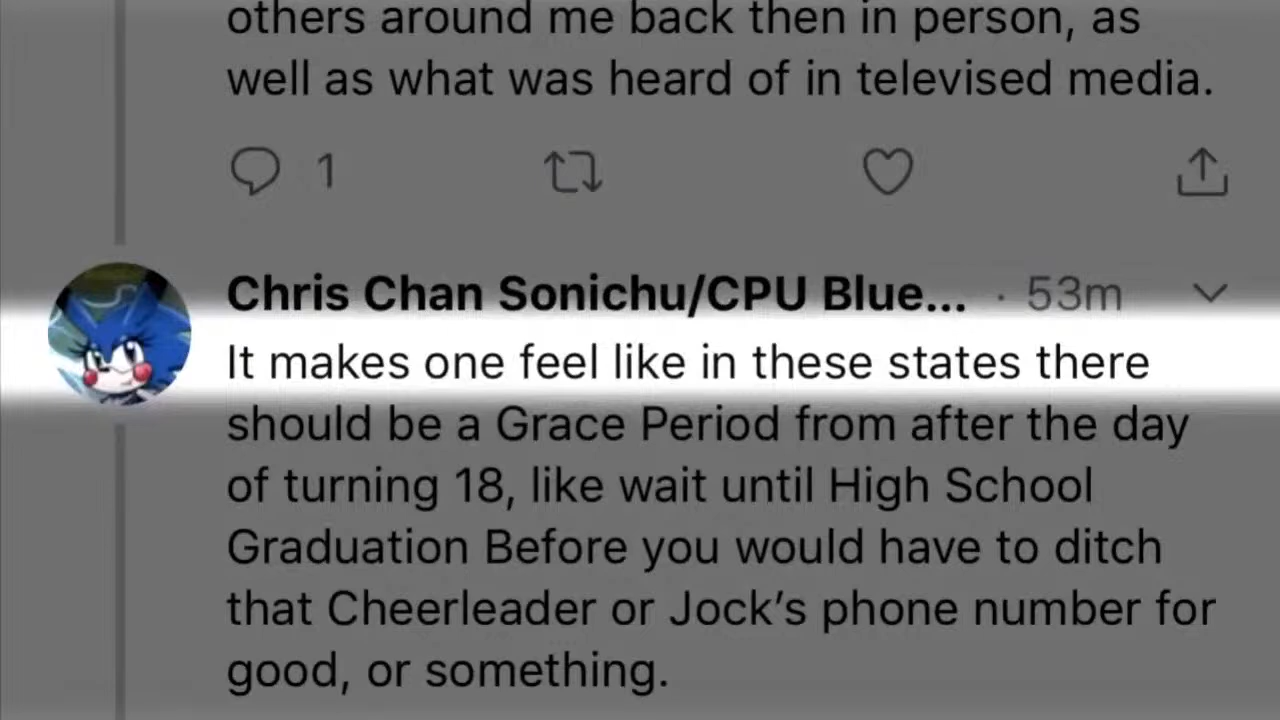 others around me back then in person, as
well as what was heard of in televised media.
1
Chris Chan Sonichu/CPU Blue... · 53m
It makes one feel like in these states there
should be a Grace Period from after the day
of turning 18, like wait until High School
Graduation Before you would have to ditch
that Cheerleader or Jock’s phone number for
good, or something.